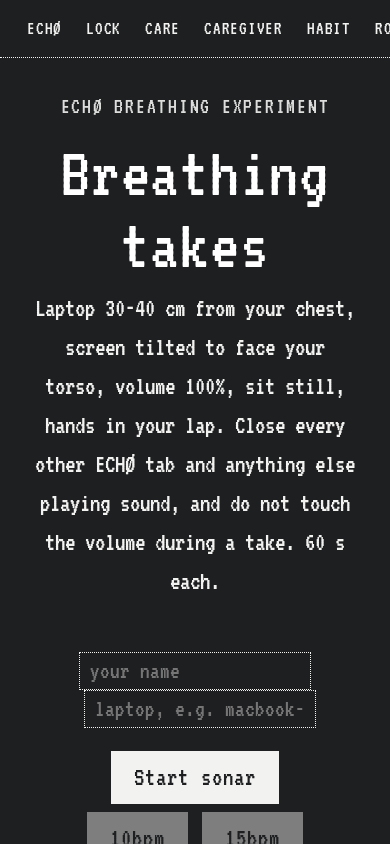 ECHØ LOCK CARE CAREGIVER HABIT RO
ECHØ BREATHING EXPERIMENT
Breathing
takes
Laptop 30-40 cm from your chest,
screen tilted to face your
torso, volume 100%, sit still,
hands in your lap. Close every
other ECHØ tab and anything else
playing sound, and do not touch
the volume during a take. 60 s
each.
your name
laptop, e.g. macbook-
Start sonar
10bpm 15bpm